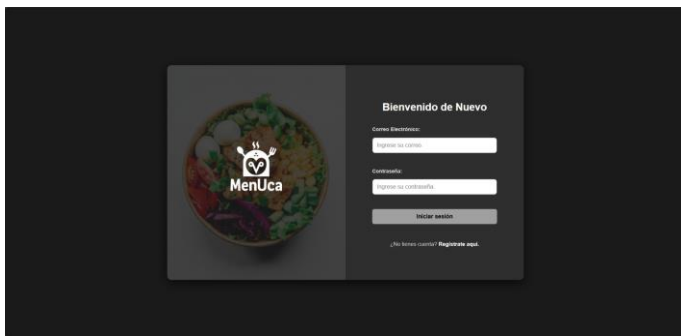 MenUca
Bienvenido de Nuevo
Correo Electrónico:
Ingrese su correo
Contraseña:
Ingrese su contraseña
Iniciar sesión
¿No tienes cuenta? Regístrate aquí.